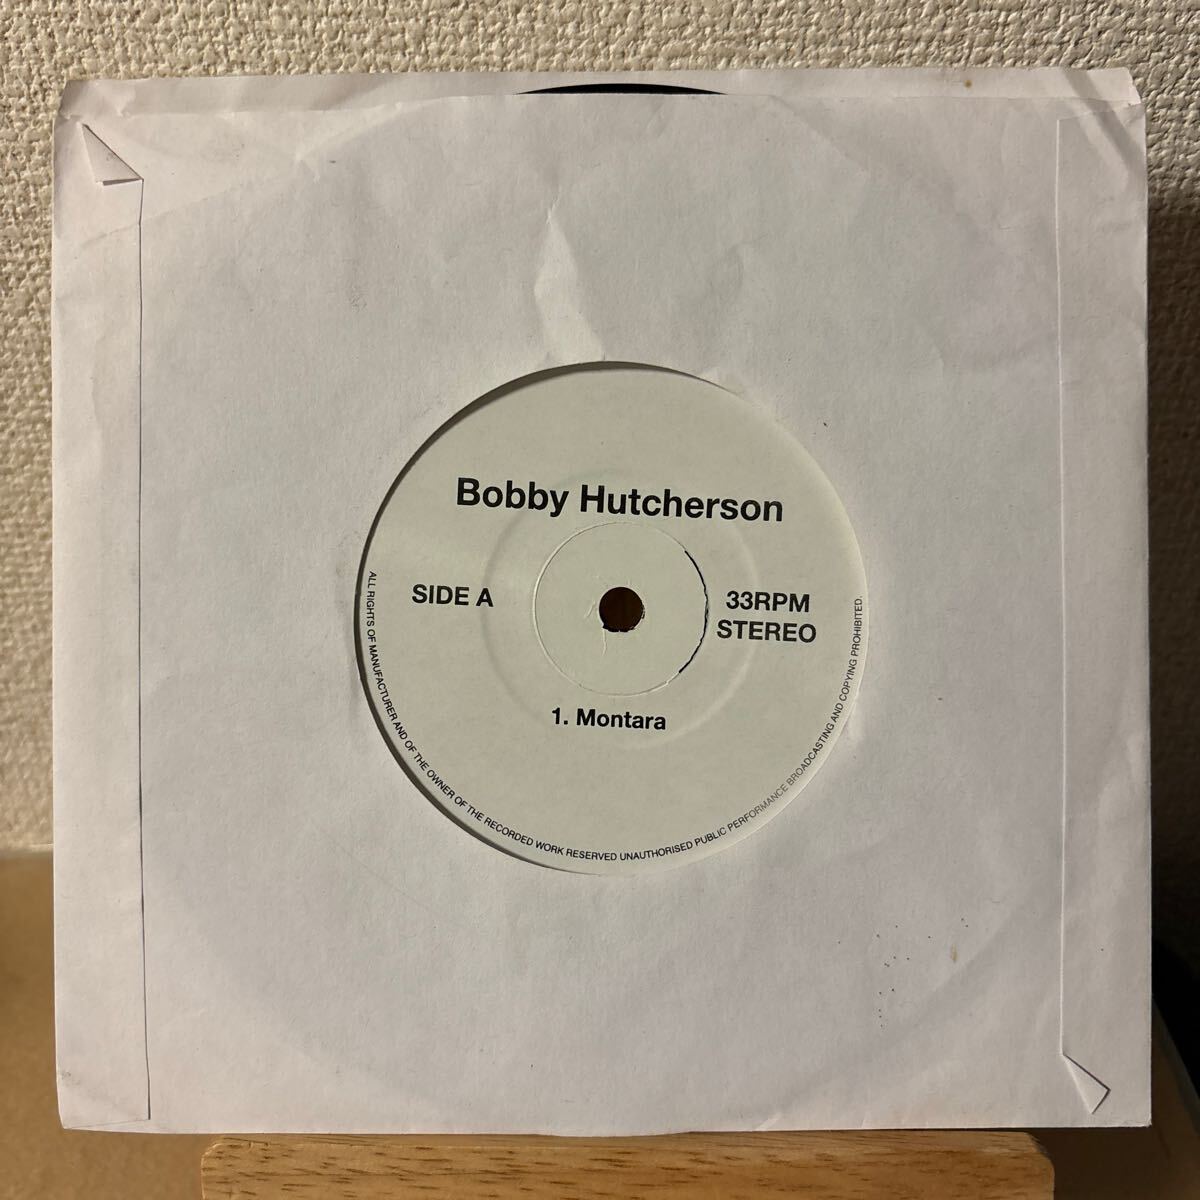 Bobby Hutcherson
SIDE A
33RPM
STEREO
1. Montara
ALL RIGHTS OF MANUFACTURER AND OF THE OWNER OF THE RECORDED WORK RESERVED UNAUTHORISED PUBLIC PERFORMANCE BROADCASTING AND COPYING PROHIBITED.